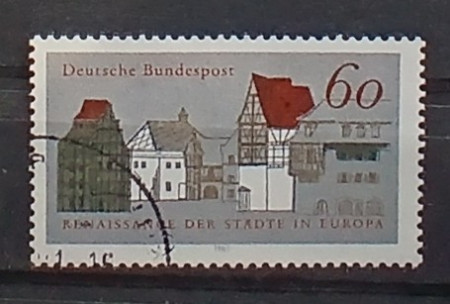 Deutsche Bundespost
60
RENAISSANCE DER STÄDTE IN EUROPA